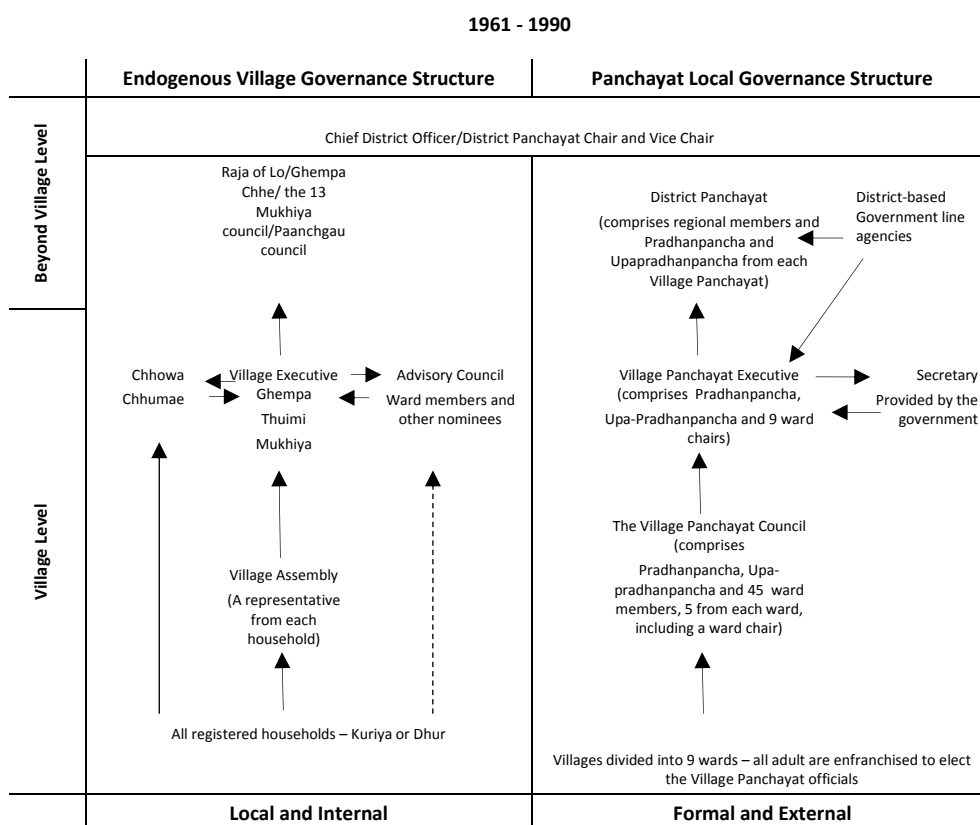 1961 - 1990
Endogenous Village Governance Structure
Panchayat Local Governance Structure
Beyond Village Level
Chief District Officer/District Panchayat Chair and Vice Chair
Raja of Lo/Ghempa
Chhe/ the 13
Mukhiya
council/Paanchgau
council
District Panchayat
(comprises regional members and
Pradhanpancha and
Upapradhanpancha from each
Village Panchayat)
District-based
Government line
agencies
Village Level
Chhowa
Chhumae
Village Executive
Ghempa
Thuimi
Mukhiya
Advisory Council
Ward members and
other nominees
Village Panchayat Executive
(comprises Pradhanpancha,
Upa-Pradhanpancha and 9 ward
chairs)
Secretary
Provided by the
government
Village Assembly
(A representative
from each
household)
The Village Panchayat Council
(comprises
Pradhanpancha, Upa-
pradhanpancha and 45 ward
members, 5 from each ward,
including a ward chair)
All registered households – Kuriya or Dhur
Villages divided into 9 wards – all adult are enfranchised to elect
the Village Panchayat officials
Local and Internal
Formal and External